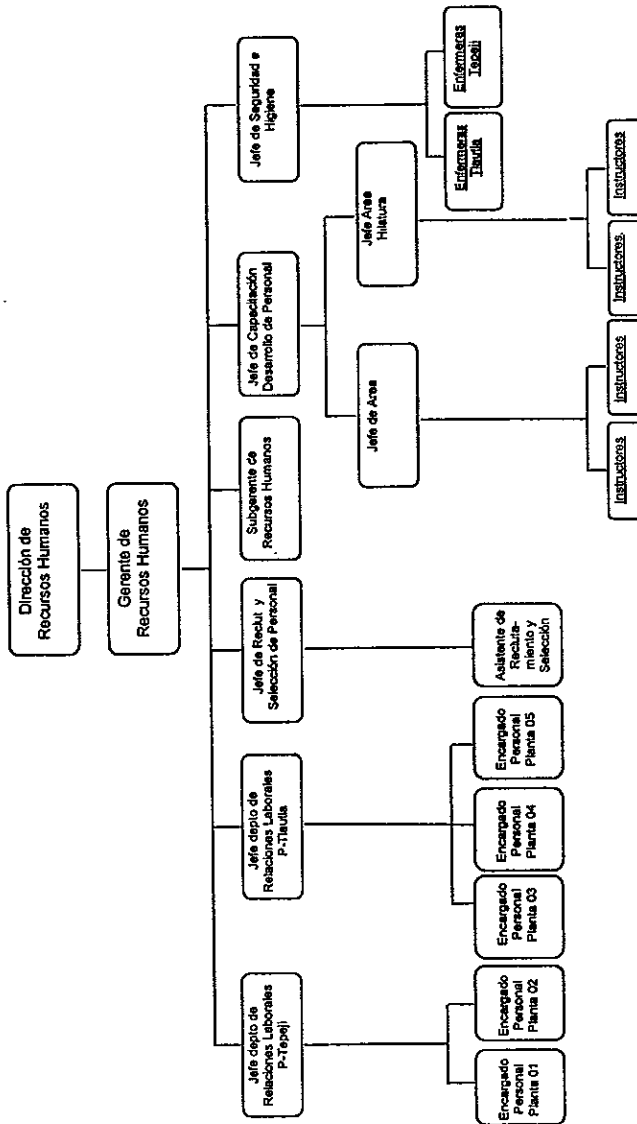 Dirección de
Recursos Humanos
Gerente de
Recursos Humanos
Jefe depto de
Relaciones Laborales
P-Tepeji
Jefe depto de
Relaciones Laborales
P-Tlautla
Jefe de Reclut y
Selección de Personal
Subgerente de
Recursos Humanos
Jefe de Capacitación
Desarrollo de Personal
Jefe de Seguridad e
Higiene
Encargado
Personal
Planta 01
Encargado
Personal
Planta 02
Encargado
Personal
Planta 03
Encargado
Personal
Planta 04
Encargado
Personal
Planta 05
Asistente de
Recluta-
miento y
Selección
Jefe de Area
Jefe Area
Hilatura
Enfermeras
Tlautla
Enfermeras
Tepeji
Instructores
Instructores
Instructores.
Instructores